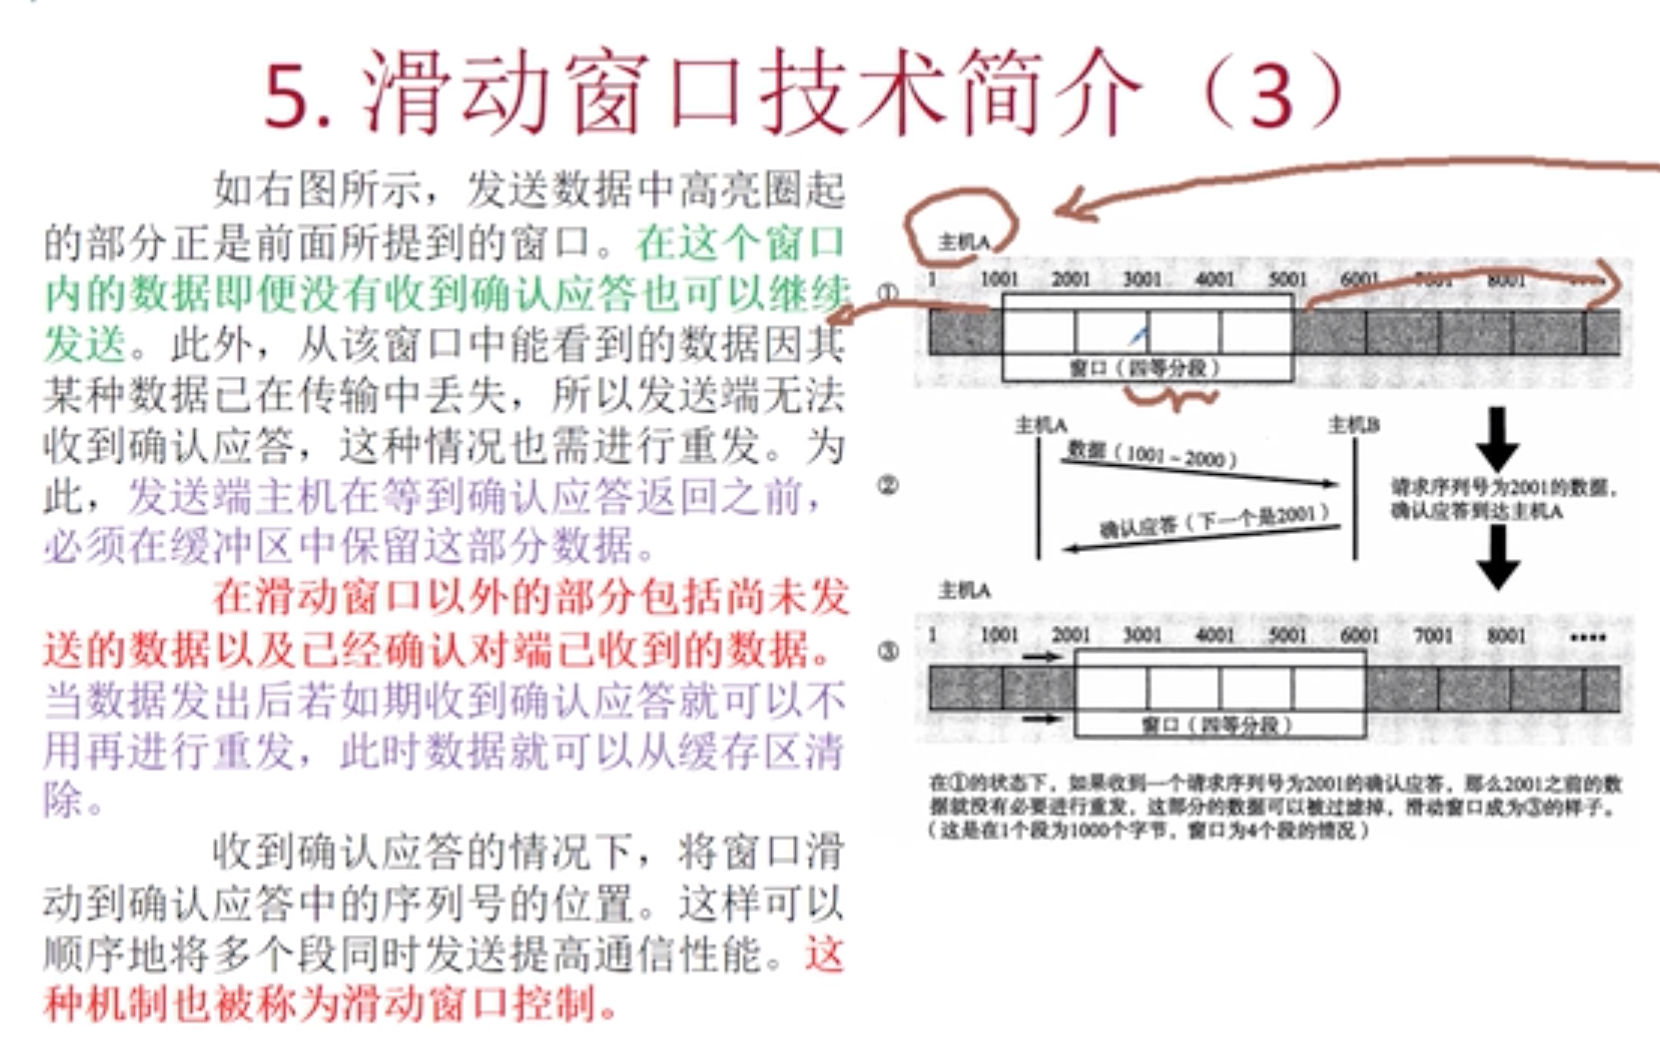 5. 滑动窗口技术简介（3）
如右图所示，发送数据中高亮圈起
的部分正是前面所提到的窗口。在这个窗口
内的数据即便没有收到确认应答也可以继续
发送。此外，从该窗口中能看到的数据因其
某种数据已在传输中丢失，所以发送端无法
收到确认应答，这种情况也需进行重发。为
此，发送端主机在等到确认应答返回之前，
必须在缓冲区中保留这部分数据。
在滑动窗口以外的部分包括尚未发
送的数据以及已经确认对端已收到的数据。
当数据发出后若如期收到确认应答就可以不
用再进行重发，此时数据就可以从缓存区清
除。
收到确认应答的情况下，将窗口滑
动到确认应答中的序列号的位置。这样可以
顺序地将多个段同时发送提高通信性能。这
种机制也被称为滑动窗口控制。
主机A
① 1 1001 2001 3001 4001 5001 6001 7001 8001
窗口（四等分段）
主机A 主机B
② 数据（1001～2000）
确认应答（下一个是2001）
请求序列号为2001的数据，
确认应答到达主机A
主机A
③ 1 1001 2001 3001 4001 5001 6001 7001 8001 ••••
窗口（四等分段）
在①的状态下，如果收到一个请求序列号为2001的确认应答，那么2001之前的数
据就没有必要进行重发，这部分的数据可以被过滤掉，滑动窗口成为③的样子。
（这是在1个段为1000个字节，窗口为4个段的情况）